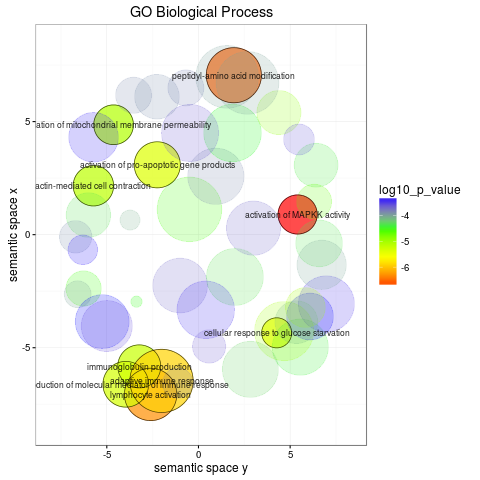 GO Biological Process
peptidyl-amino acid modification
ation of mitochondrial membrane permeability
activation of pro-apoptotic gene products
actin-mediated cell contraction
activation of MAPKK activity
cellular response to glucose starvation
immunoglobulin production
adaptive immune response
duction of molecular mediator of immune response
lymphocyte activation
5
0
-5
-5
0
5
semantic space x
semantic space y
log10_p_value
-4
-5
-6